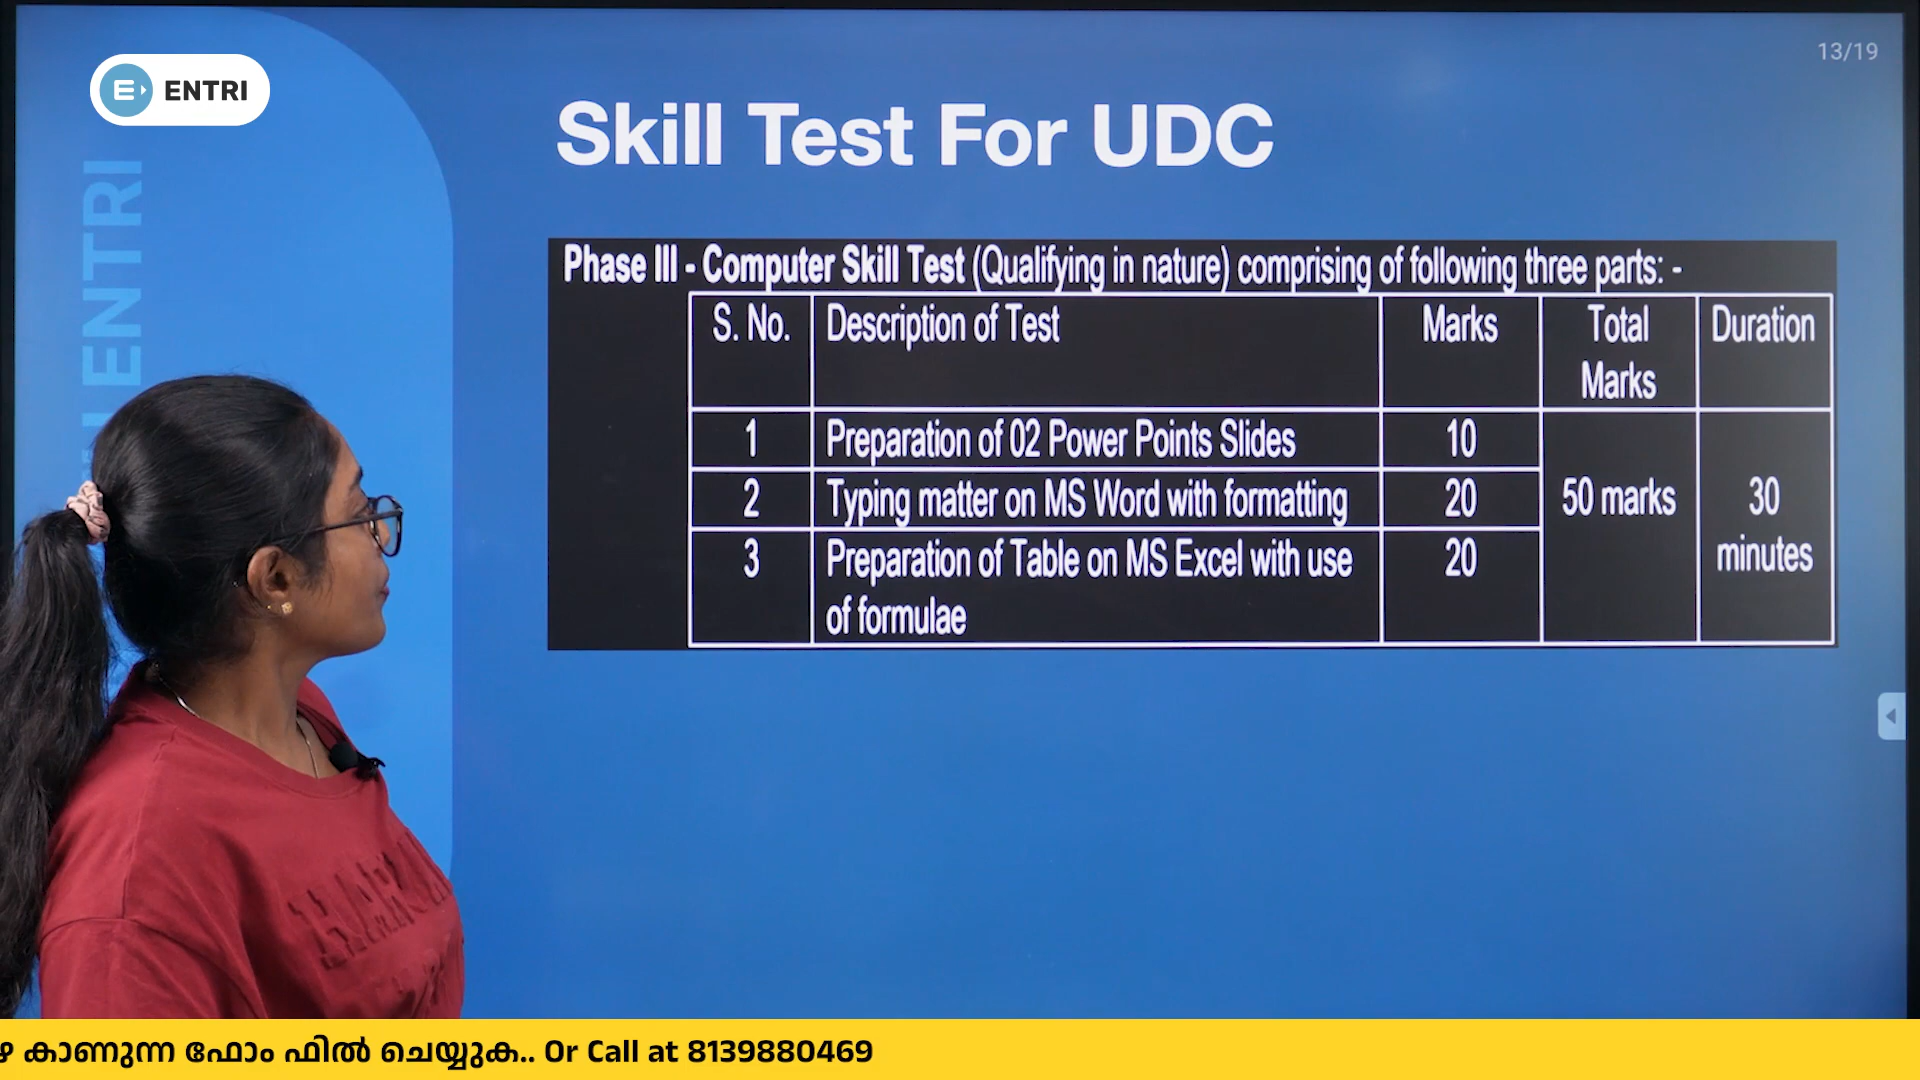 13/19
ENTRI
Skill Test For UDC
ENTRI
Phase III - Computer Skill Test (Qualifying in nature) comprising of following three parts: -
S. No. Description of Test Marks Total Marks Duration
1 Preparation of 02 Power Points Slides 10
2 Typing matter on MS Word with formatting 20 50 marks 30 minutes
3 Preparation of Table on MS Excel with use of formulae 20
കാണുന്ന ഫോം ഫിൽ ചെയ്യുക.. Or Call at 8139880469